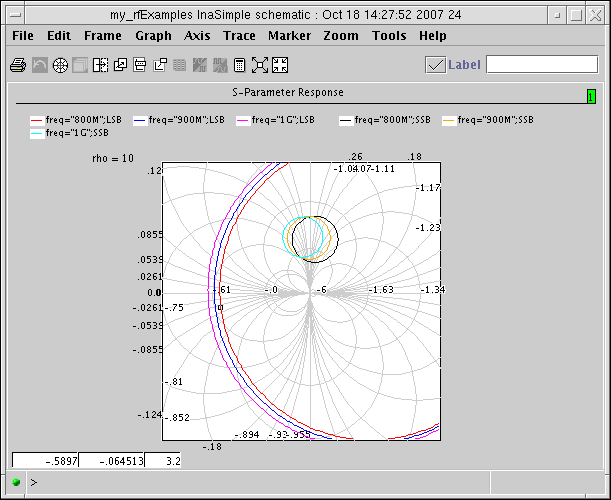 my_rfExamples lnaSimple schematic : Oct 18 14:27:52 2007 24
File Edit Frame Graph Axis Trace Marker Zoom Tools Help
Label
S-Parameter Response
1
freq="800M";LSB freq="900M";LSB freq="1G";LSB freq="800M";SSB freq="900M";SSB
freq="1G";SSB
rho = 10
.26 .18
.12 -1.04 -1.11
-1.17
-1.23
.0855
.0539
.0261
0.0 -.61 -.0 -6 -1.63 -1.34
-.0261 -.75
-.0539
-.0855
-.81
-.124 -.852
-.894 -.93 -.955
-.18
-.5897 -.064513 3.2
>